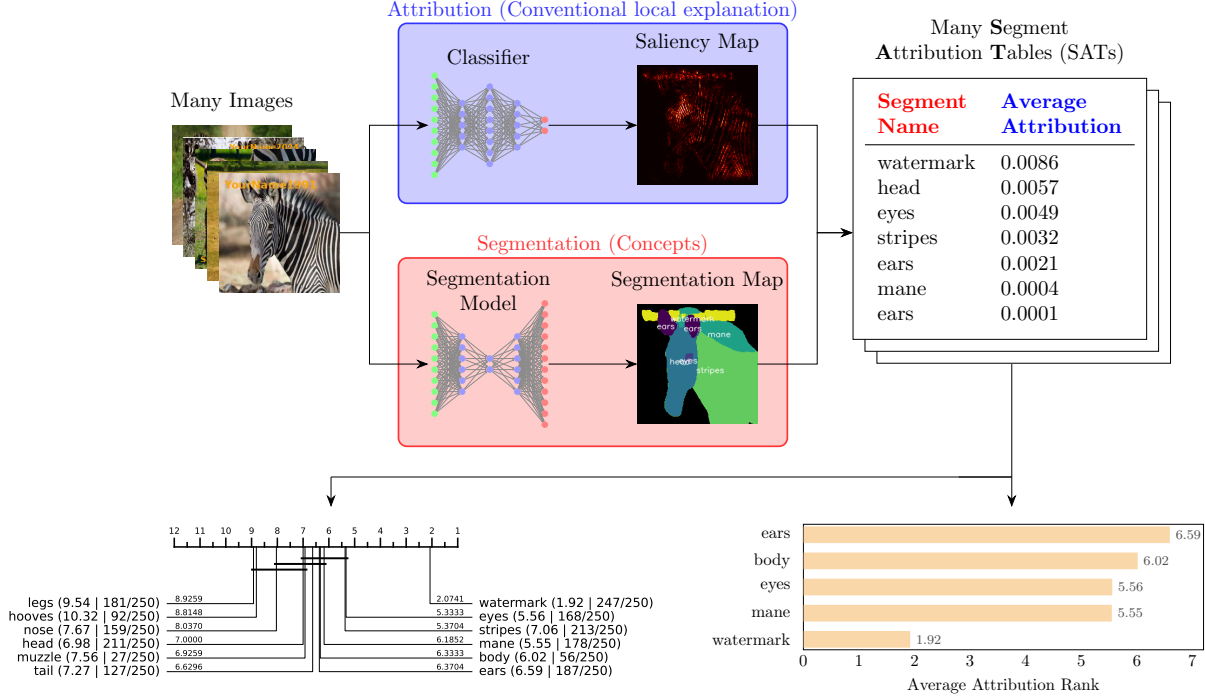 Attribution (Conventional local explanation)
Classifier
Saliency Map
Many Images
YourName2024
Segmentation (Concepts)
Segmentation
Model
Segmentation Map
watermark
ears
ears
mane
head
eyes
stripes
Many Segment
Attribution Tables (SATs)
Segment Name Average Attribution
watermark 0.0086
head 0.0057
eyes 0.0049
stripes 0.0032
ears 0.0021
mane 0.0004
ears 0.0001
12 11 10 9 8 7 6 5 4 3 2 1
legs (9.54 | 181/250) 8.9259
hooves (10.32 | 92/250) 8.8148
nose (7.67 | 159/250) 8.0370
head (6.98 | 211/250) 7.0000
muzzle (7.56 | 27/250) 6.9259
tail (7.27 | 127/250) 6.6296
2.0741 watermark (1.92 | 247/250)
5.3333 eyes (5.56 | 168/250)
5.3704 stripes (7.06 | 213/250)
6.1852 mane (5.55 | 178/250)
6.3333 body (6.02 | 56/250)
6.3704 ears (6.59 | 187/250)
ears 6.59
body 6.02
eyes 5.56
mane 5.55
watermark 1.92
0 1 2 3 4 5 6 7
Average Attribution Rank